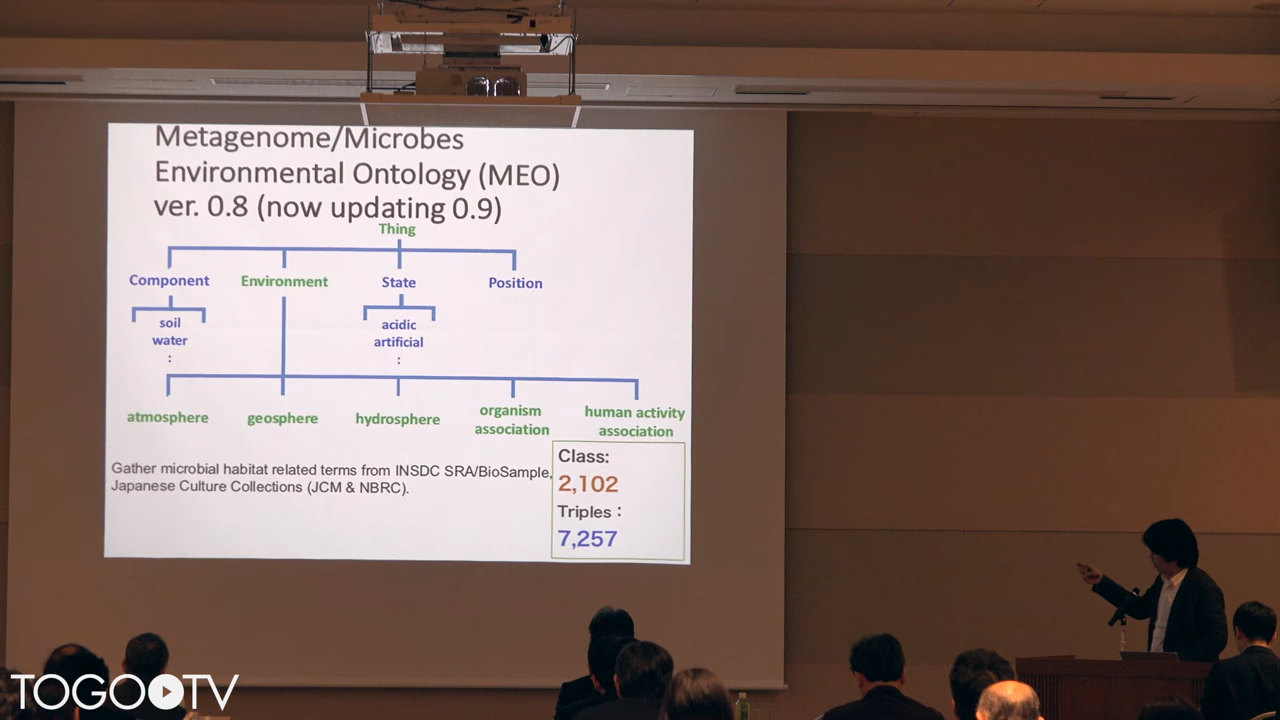 Metagenome/Microbes
Environmental Ontology (MEO)
ver. 0.8 (now updating 0.9)
Thing
Component Environment State Position
soil
water
:
acidic
artificial
:
atmosphere geosphere hydrosphere organism association human activity association
Gather microbial habitat related terms from INSDC SRA/BioSample,
Japanese Culture Collections (JCM & NBRC).
Class:
2,102
Triples：
7,257
TOGO TV